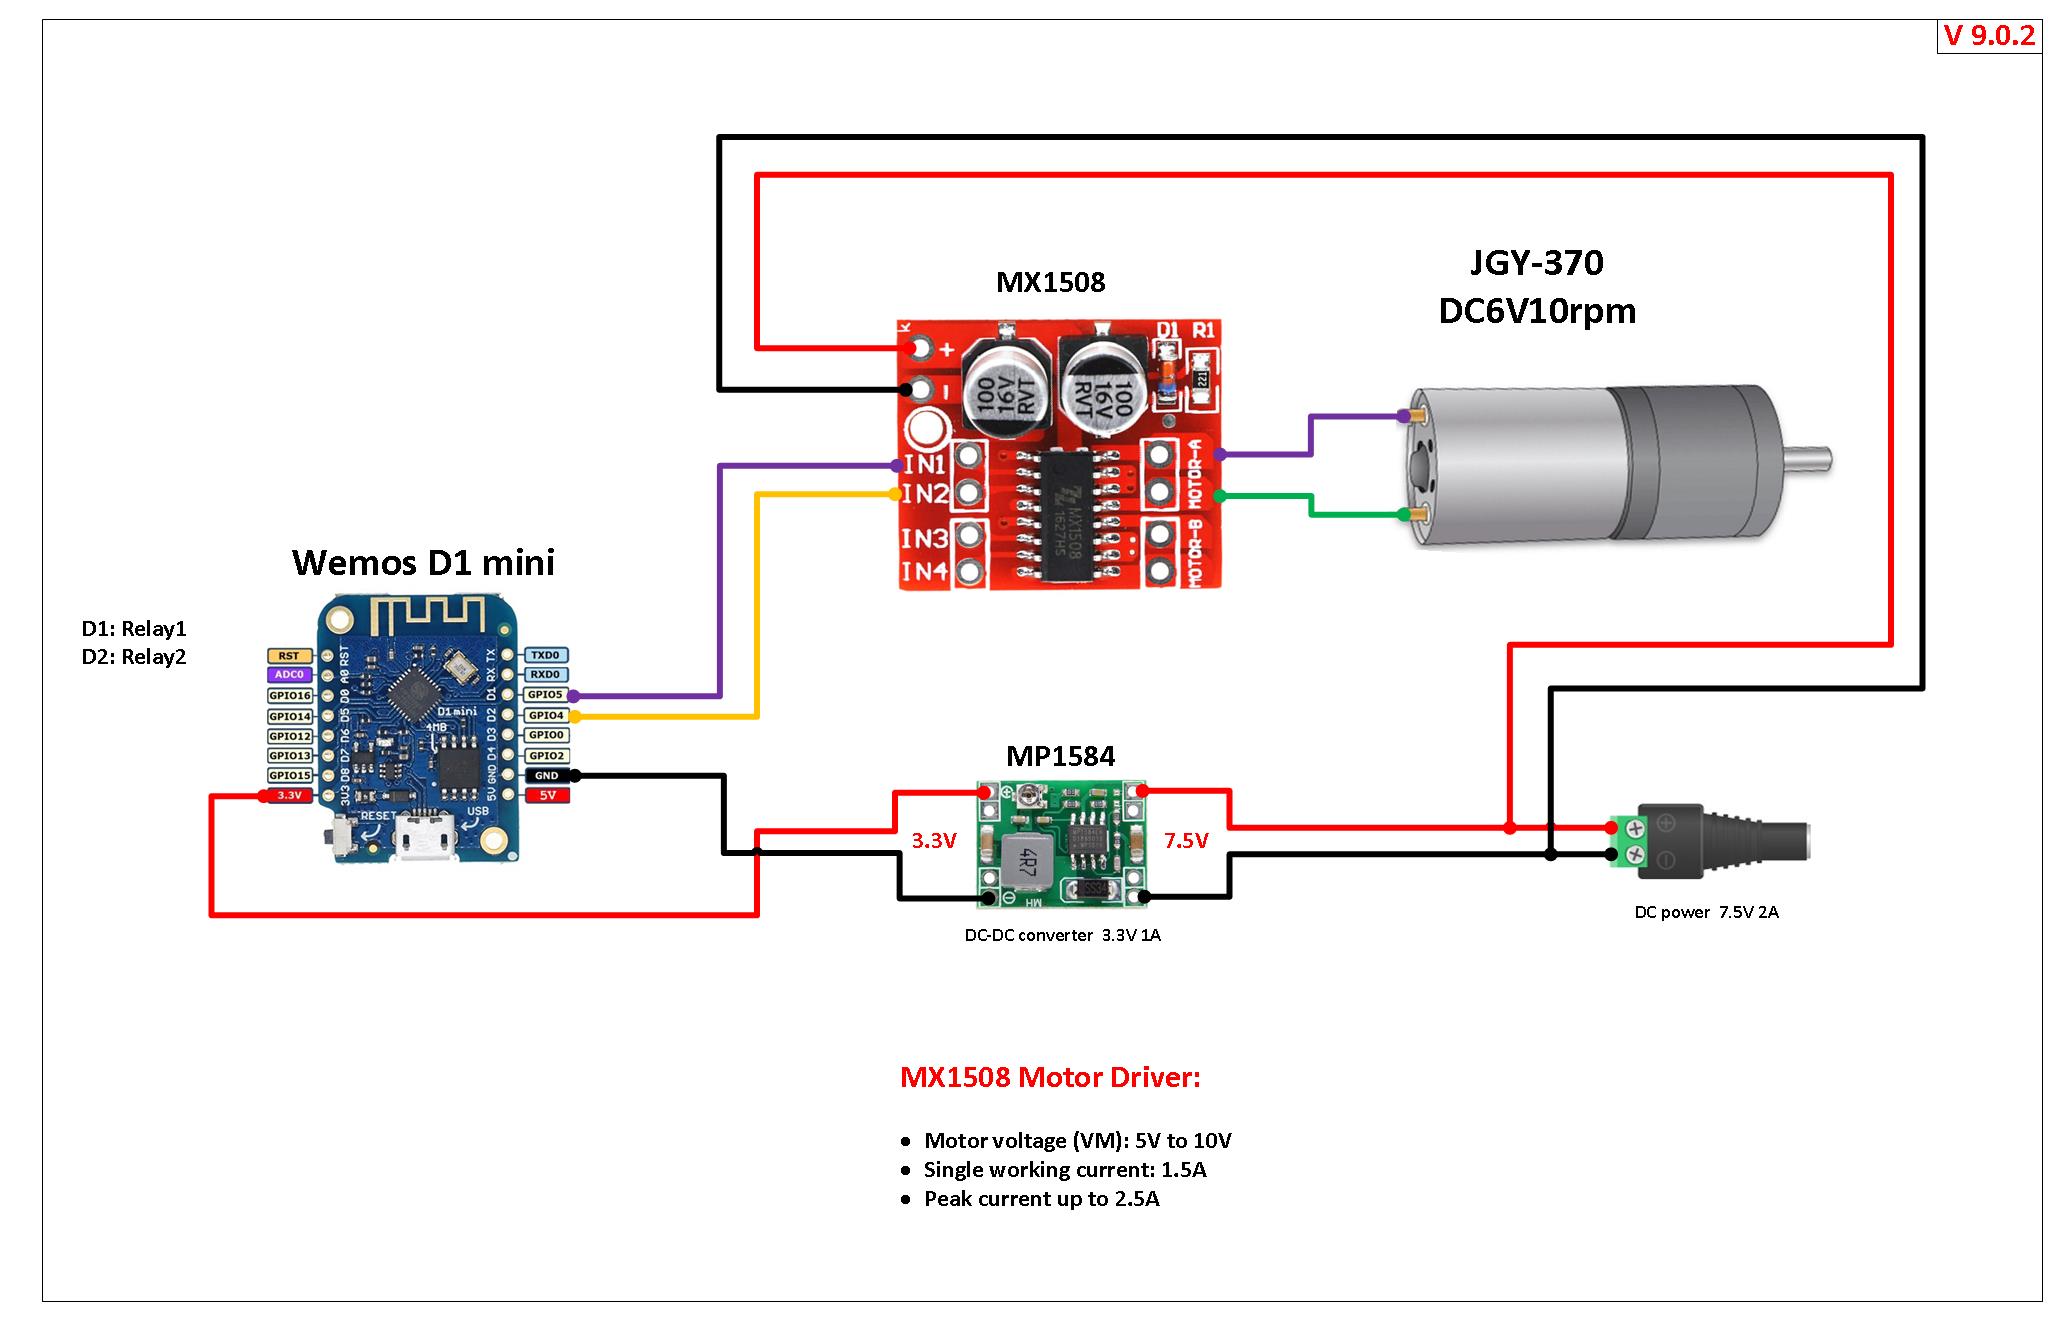 V 9.0.2
JGY-370
DC6V10rpm
MX1508
K
+
-
D1 R1
100
16V
RVT
100
16V
RVT
221
IN1
IN2
IN3
IN4
MX1508
1627HS
MOTOR-A
MOTOR-B
Wemos D1 mini
D1: Relay1
D2: Relay2
RST RST TX TXD0
ADC0 A0 RX RXD0
GPIO16 D0 D1 GPIO5
GPIO14 D5 D2 GPIO4
GPIO12 D6 D3 GPIO0
GPIO13 D7 D4 GPIO2
GPIO15 D8 GND GND
3.3V 3V3 5V 5V
D1 mini
4MB
RESET
USB
MP1584
3.3V
7.5V
4R7
SS34
MH
DC-DC converter 3.3V 1A
DC power 7.5V 2A
MX1508 Motor Driver:
• Motor voltage (VM): 5V to 10V
• Single working current: 1.5A
• Peak current up to 2.5A